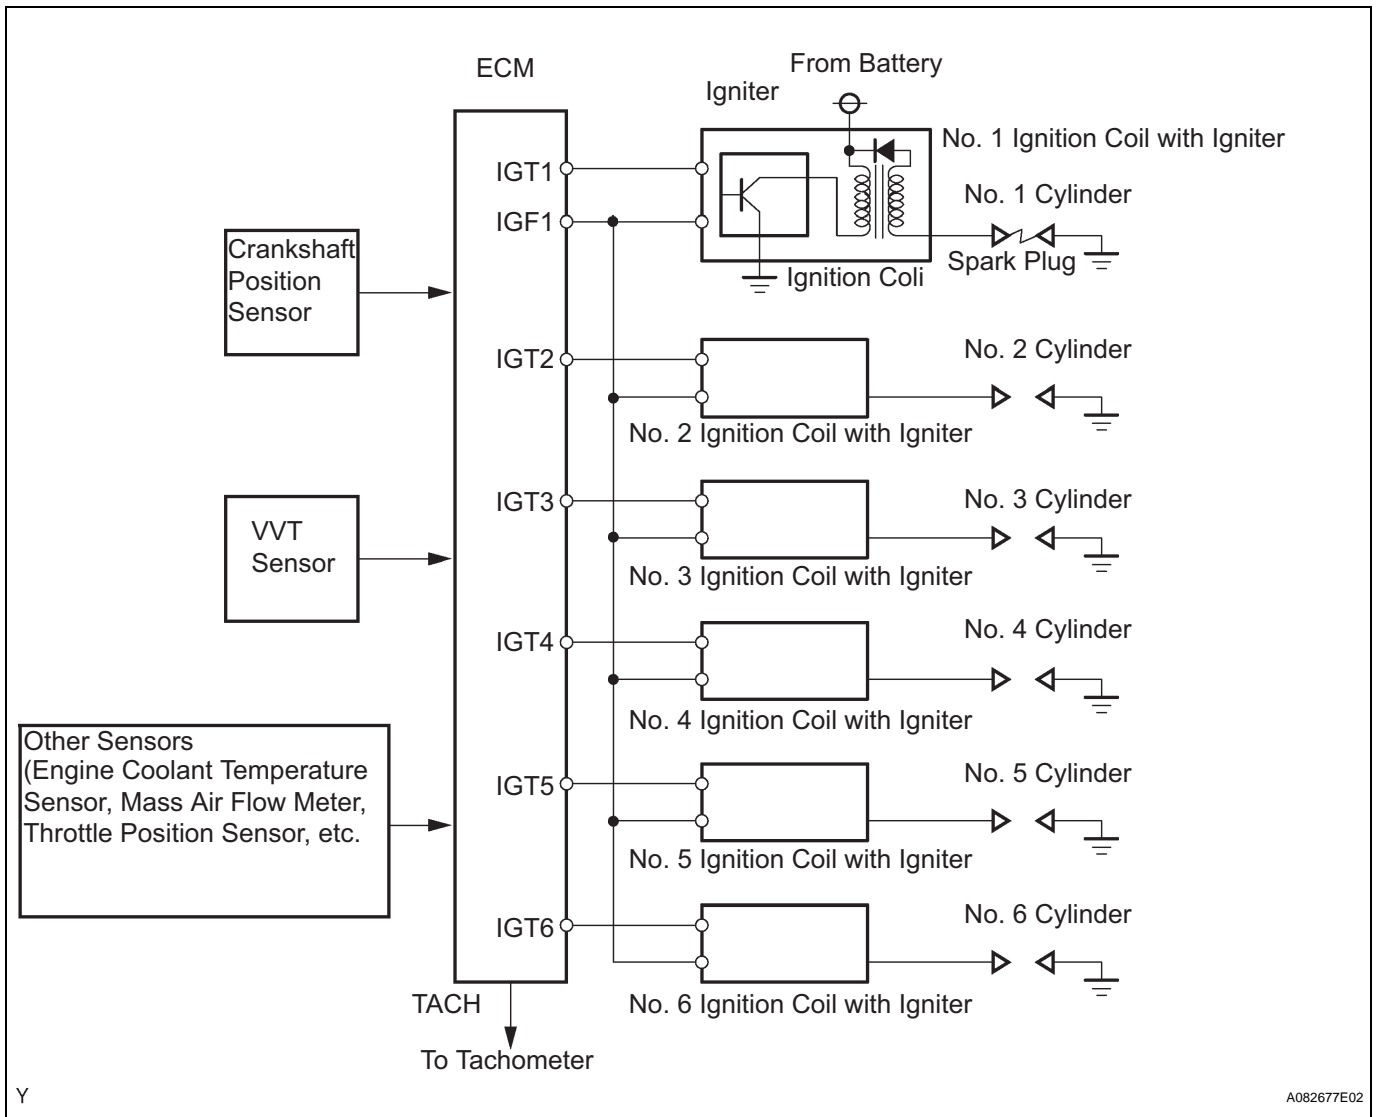 ECM
From Battery
Igniter
No. 1 Ignition Coil with Igniter
IGT1
No. 1 Cylinder
IGF1
Crankshaft
Position
Sensor
Spark Plug
Ignition Coli
IGT2
No. 2 Cylinder
No. 2 Ignition Coil with Igniter
IGT3
No. 3 Cylinder
VVT
Sensor
No. 3 Ignition Coil with Igniter
IGT4
No. 4 Cylinder
No. 4 Ignition Coil with Igniter
Other Sensors
(Engine Coolant Temperature
Sensor, Mass Air Flow Meter,
Throttle Position Sensor, etc.
IGT5
No. 5 Cylinder
No. 5 Ignition Coil with Igniter
IGT6
No. 6 Cylinder
TACH
No. 6 Ignition Coil with Igniter
To Tachometer
Y
A082677E02